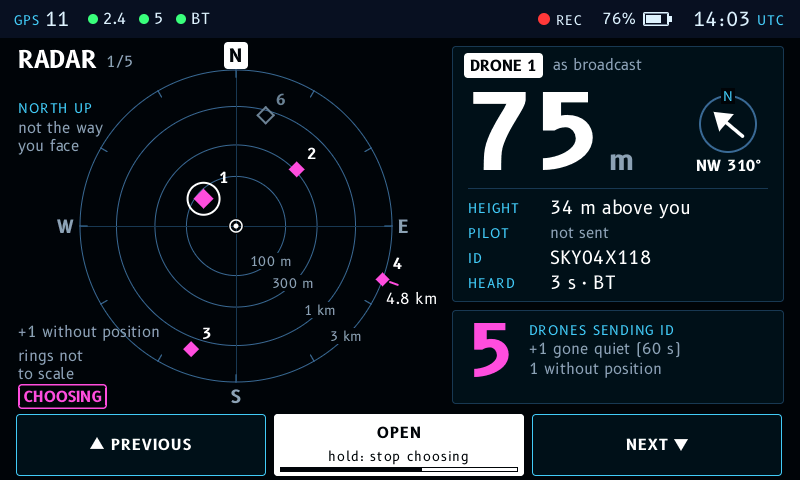 GPS 11 2.4 5 BT REC 76% 14:03 UTC
RADAR 1/5
N
NORTH UP
not the way
you face
6
2
1
W
E
100 m
300 m
1 km
3 km
4
4.8 km
3
+1 without position
rings not
to scale
CHOOSING
S
DRONE 1 as broadcast
75 m
N
NW 310°
HEIGHT 34 m above you
PILOT not sent
ID SKY04X118
HEARD 3 s · BT
5
DRONES SENDING ID
+1 gone quiet (60 s)
1 without position
▲ PREVIOUS
OPEN
hold: stop choosing
NEXT ▼